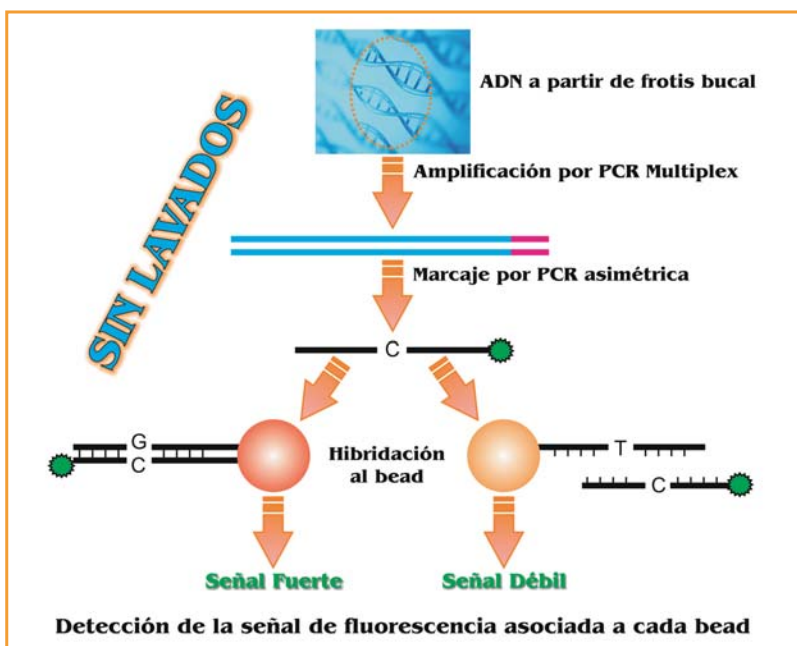 ADN a partir de frotis bucal
SIN LAVADOS
Amplificación por PCR Multiplex
Marcaje por PCR asimétrica
C
G
C
Hibridación
al bead
T
C
Señal Fuerte
Señal Débil
Detección de la señal de fluorescencia asociada a cada bead